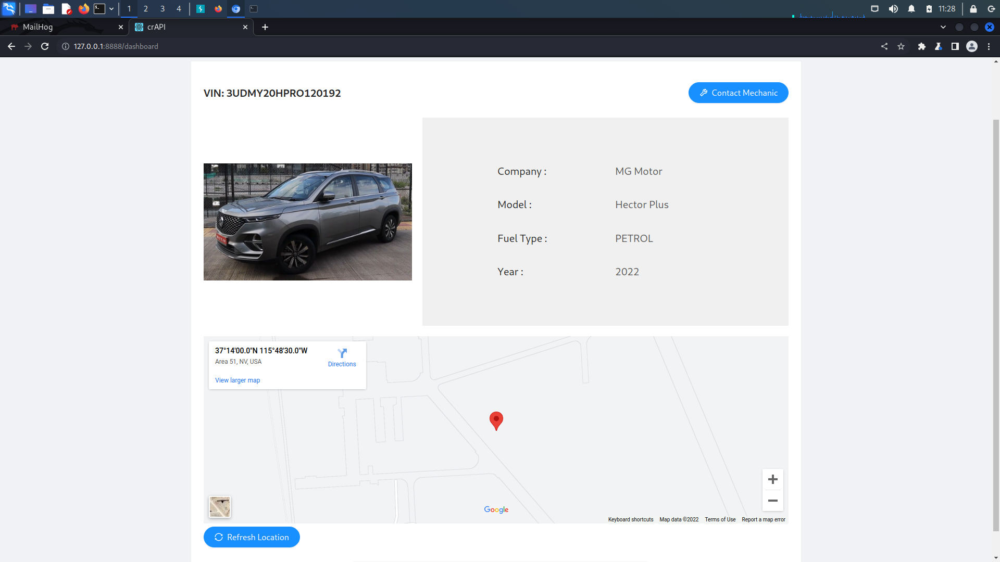 1 2 3 4 11:28
MailHog crAPI
127.0.0.1:8888/dashboard
VIN: 3UDMY20HPRO120192
Contact Mechanic
Company : MG Motor
Model : Hector Plus
Fuel Type : PETROL
Year : 2022
37°14'00.0"N 115°48'30.0"W
Area 51, NV, USA
Directions
View larger map
Google
Keyboard shortcuts Map data ©2022 Terms of Use Report a map error
Refresh Location